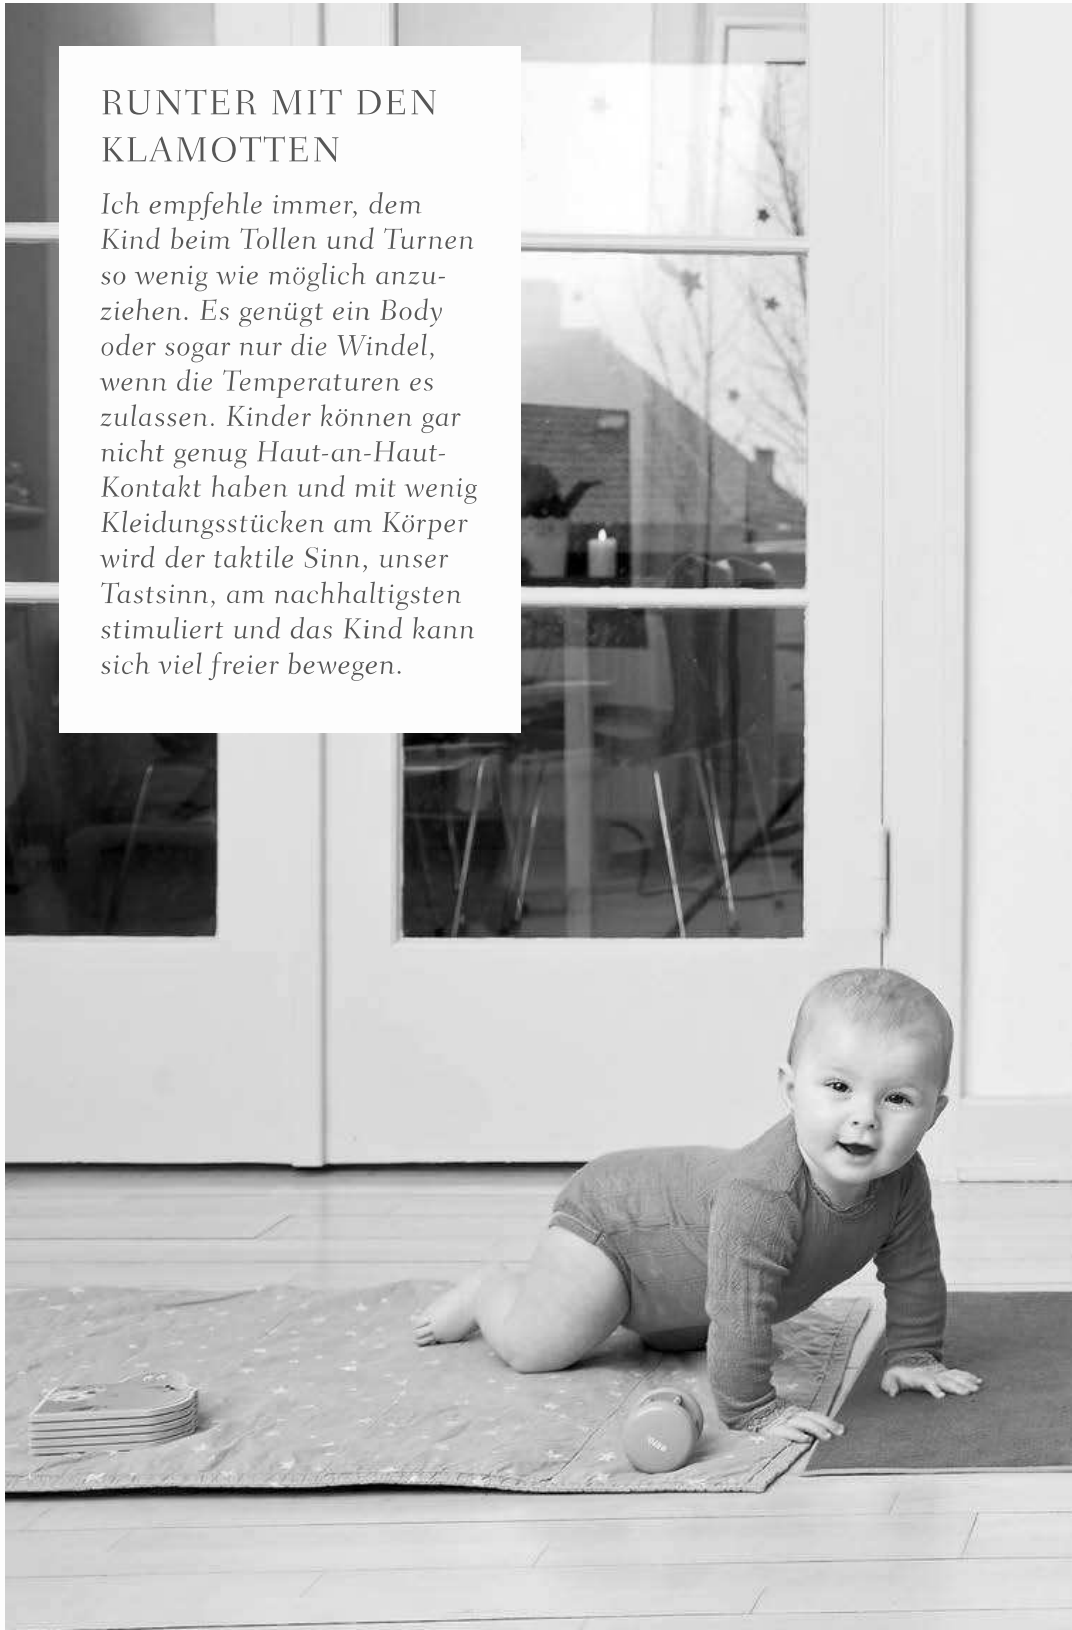 RUNTER MIT DEN
KLAMOTTEN
Ich empfehle immer, dem
Kind beim Tollen und Turnen
so wenig wie möglich anzu-
ziehen. Es genügt ein Body
oder sogar nur die Windel,
wenn die Temperaturen es
zulassen. Kinder können gar
nicht genug Haut-an-Haut-
Kontakt haben und mit wenig
Kleidungsstücken am Körper
wird der taktile Sinn, unser
Tastsinn, am nachhaltigsten
stimuliert und das Kind kann
sich viel freier bewegen.